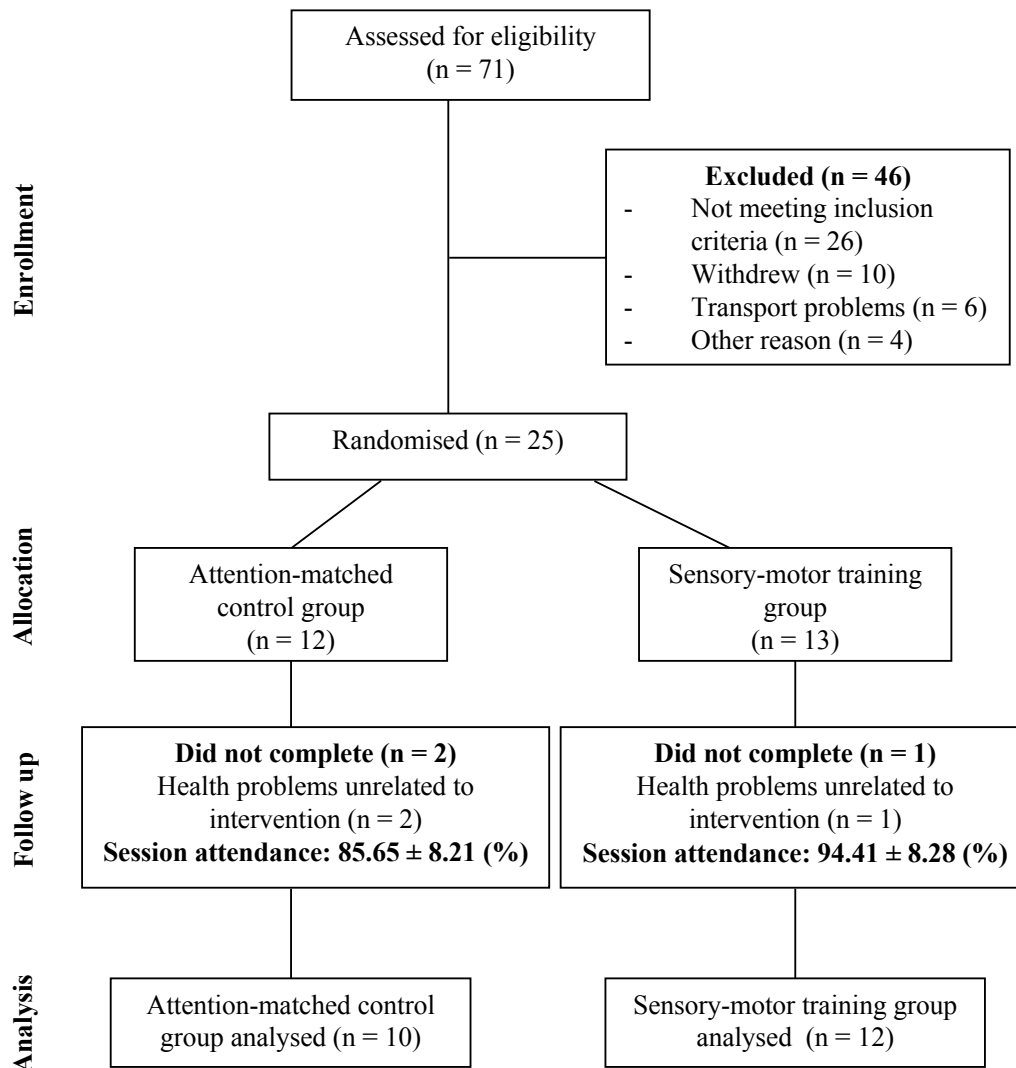 Assessed for eligibility
(n = 71)
Enrollment
Excluded (n = 46)
- Not meeting inclusion
criteria (n = 26)
- Withdrew (n = 10)
- Transport problems (n = 6)
- Other reason (n = 4)
Randomised (n = 25)
Allocation
Attention-matched
control group
(n = 12)
Sensory-motor training
group
(n = 13)
Follow up
Did not complete (n = 2)
Health problems unrelated to
intervention (n = 2)
Session attendance: 85.65 ± 8.21 (%)
Did not complete (n = 1)
Health problems unrelated to
intervention (n = 1)
Session attendance: 94.41 ± 8.28 (%)
Analysis
Attention-matched control
group analysed (n = 10)
Sensory-motor training group
analysed (n = 12)